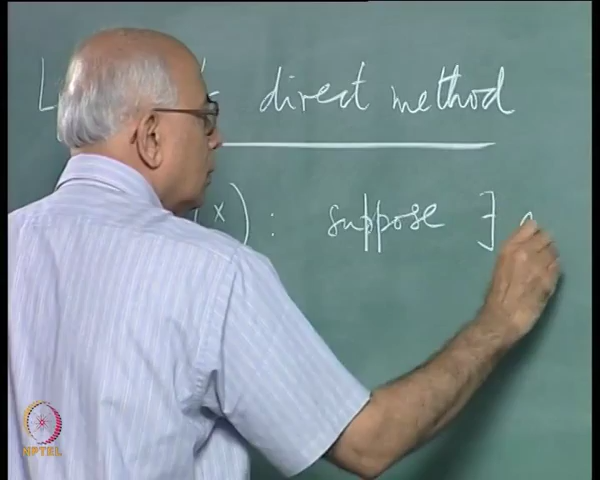 direct method
x) : suppose ∃ a
NPTEL